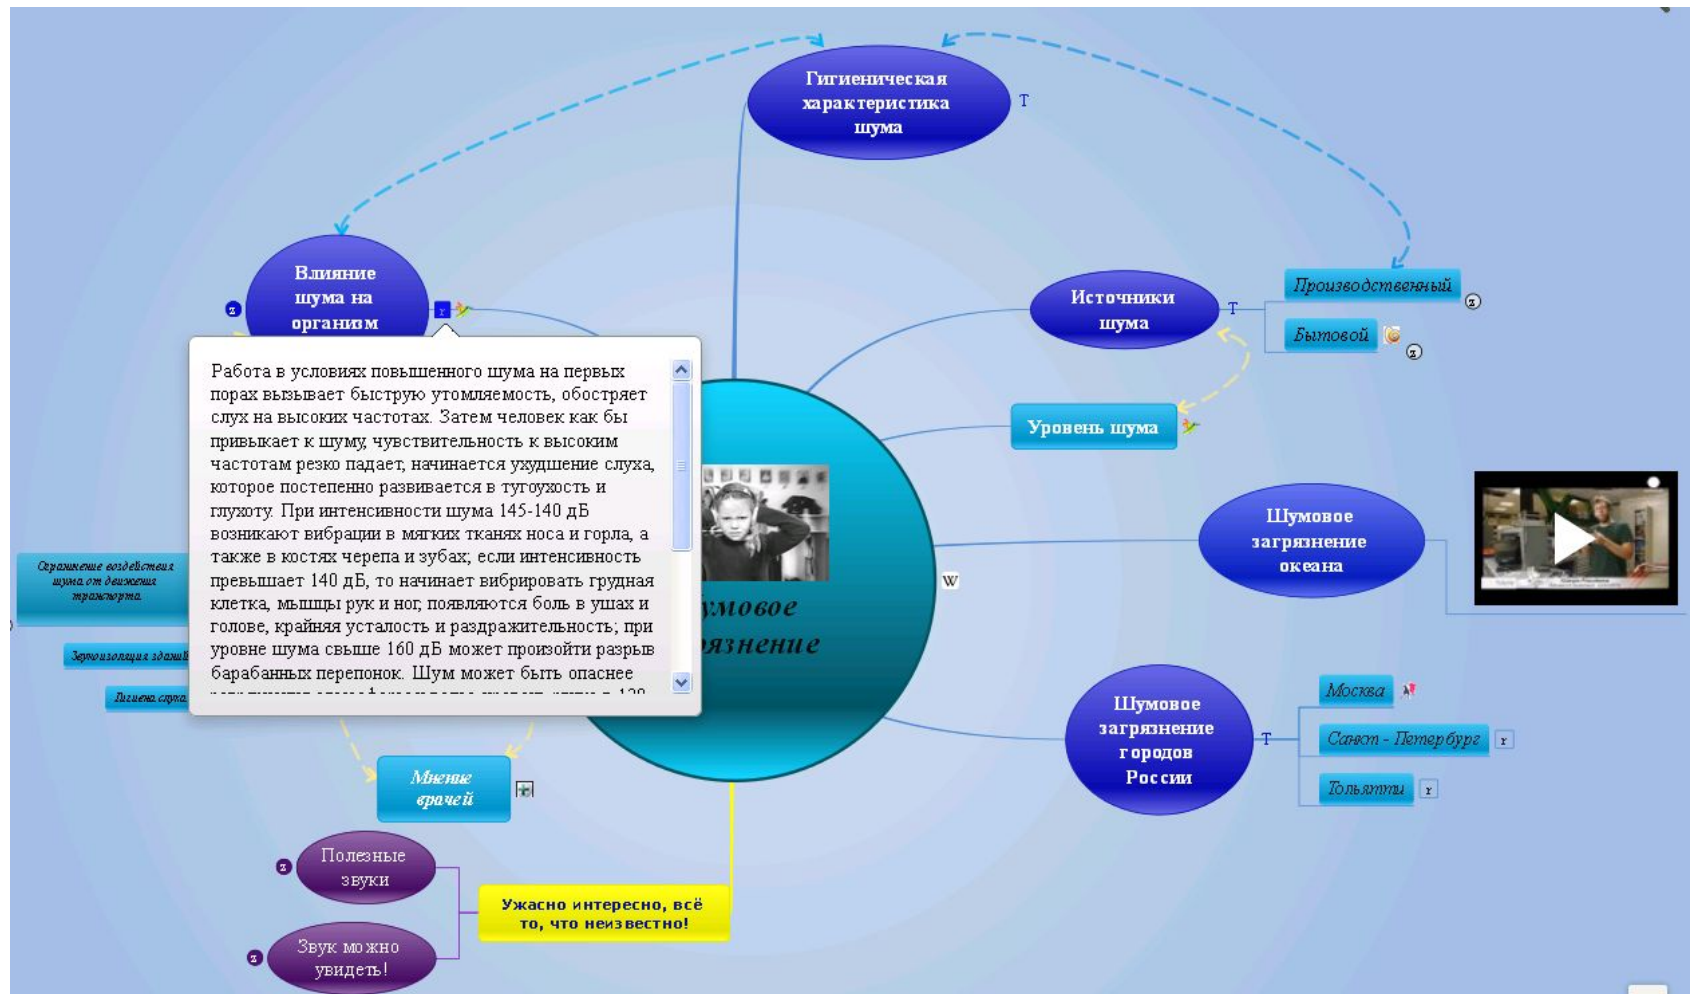 Гигиеническая
характеристика
шума
T
Влияние
шума на
организм
z
r
Источники
шума
T
Производственный
z
Бытовой
z
Уровень шума
Работа в условиях повышенного шума на первых
порах вызывает быструю утомляемость, обостряет
слух на высоких частотах. Затем человек как бы
привыкает к шуму, чувствительность к высоким
частотам резко падает, начинается ухудшение слуха,
которое постепенно развивается в тугоухость и
глухоту. При интенсивности шума 145-140 дБ
возникают вибрации в мягких тканях носа и горла, а
также в костях черепа и зубах; если интенсивность
превышает 140 дБ, то начинает вибрировать грудная
клетка, мышцы рук и ног, появляются боль в ушах и
голове, крайняя усталость и раздражительность; при
уровне шума свыше 160 дБ может произойти разрыв
барабанных перепонок. Шум может быть опаснее
Шумовое
загрязнение
океана
W
умовое
рязнение
воздействия
шума от движения
транспорта
Звукоизоляция зданий
Гигиена слуха
Шумовое
загрязнение
городов
России
T
Москва
Санкт - Петербург
r
Тольятти
r
Мнение
врачей
Полезные
звуки
z
Ужасно интересно, всё
то, что неизвестно!
Звук можно
увидеть!
z